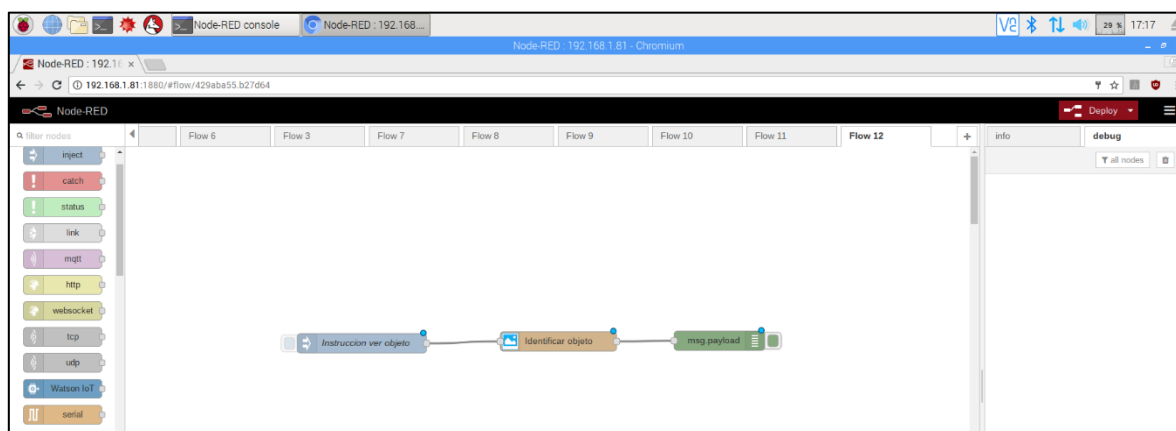 Node-RED console
Node-RED : 192.168....
29 %
17:17
Node-RED : 192.168.1.81 - Chromium
Node-RED : 192.16
192.168.1.81:1880/#flow/429aba55.b27d64
Node-RED
Deploy
filter nodes
Flow 6
Flow 3
Flow 7
Flow 8
Flow 9
Flow 10
Flow 11
Flow 12
info
debug
all nodes
inject
catch
status
link
mqtt
http
websocket
tcp
udp
Watson IoT
serial
Instruccion ver objeto
Identificar objeto
msg.payload